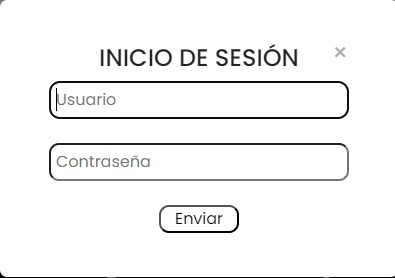 INICIO DE SESIÓN ×
Usuario
Contraseña
Enviar